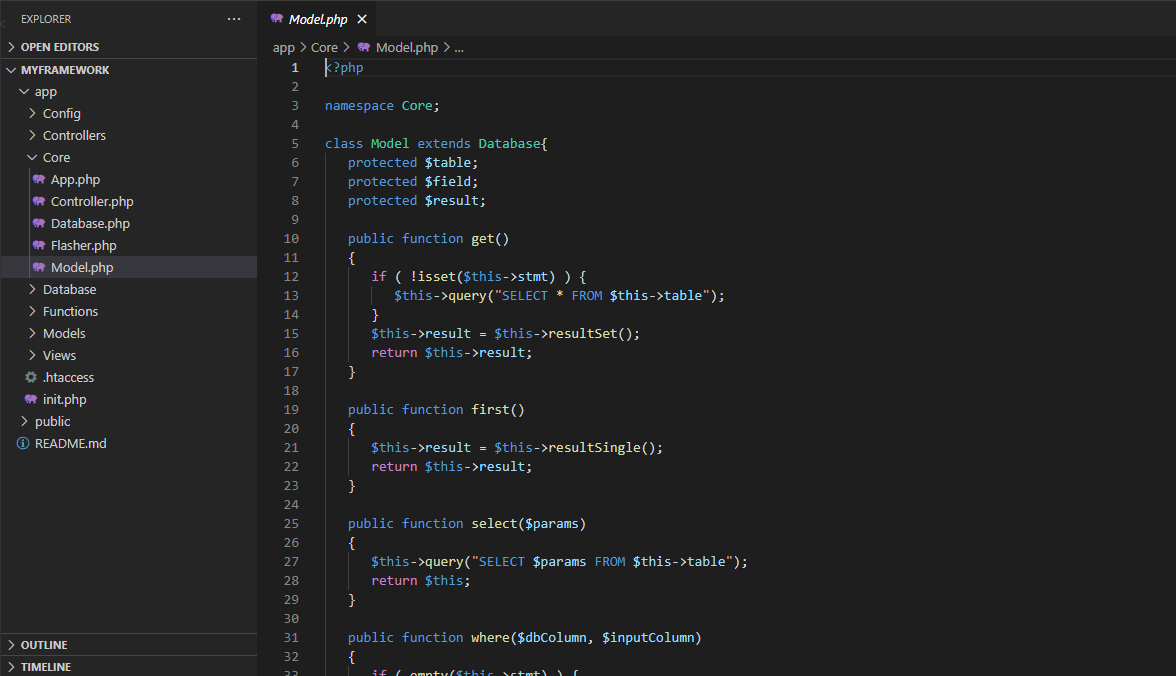 EXPLORER
...
OPEN EDITORS
MYFRAMEWORK
app
Config
Controllers
Core
App.php
Controller.php
Database.php
Flasher.php
Model.php
Database
Functions
Models
Views
.htaccess
init.php
public
README.md
OUTLINE
TIMELINE
Model.php
app > Core > Model.php > ...
1 <?php
2
3 namespace Core;
4
5 class Model extends Database{
6 protected $table;
7 protected $field;
8 protected $result;
9
10 public function get()
11 {
12 if ( !isset($this->stmt) ) {
13 $this->query("SELECT * FROM $this->table");
14 }
15 $this->result = $this->resultSet();
16 return $this->result;
17 }
18
19 public function first()
20 {
21 $this->result = $this->resultSingle();
22 return $this->result;
23 }
24
25 public function select($params)
26 {
27 $this->query("SELECT $params FROM $this->table");
28 return $this;
29 }
30
31 public function where($dbColumn, $inputColumn)
32 {
33 if ( empty($this->stmt) ) {